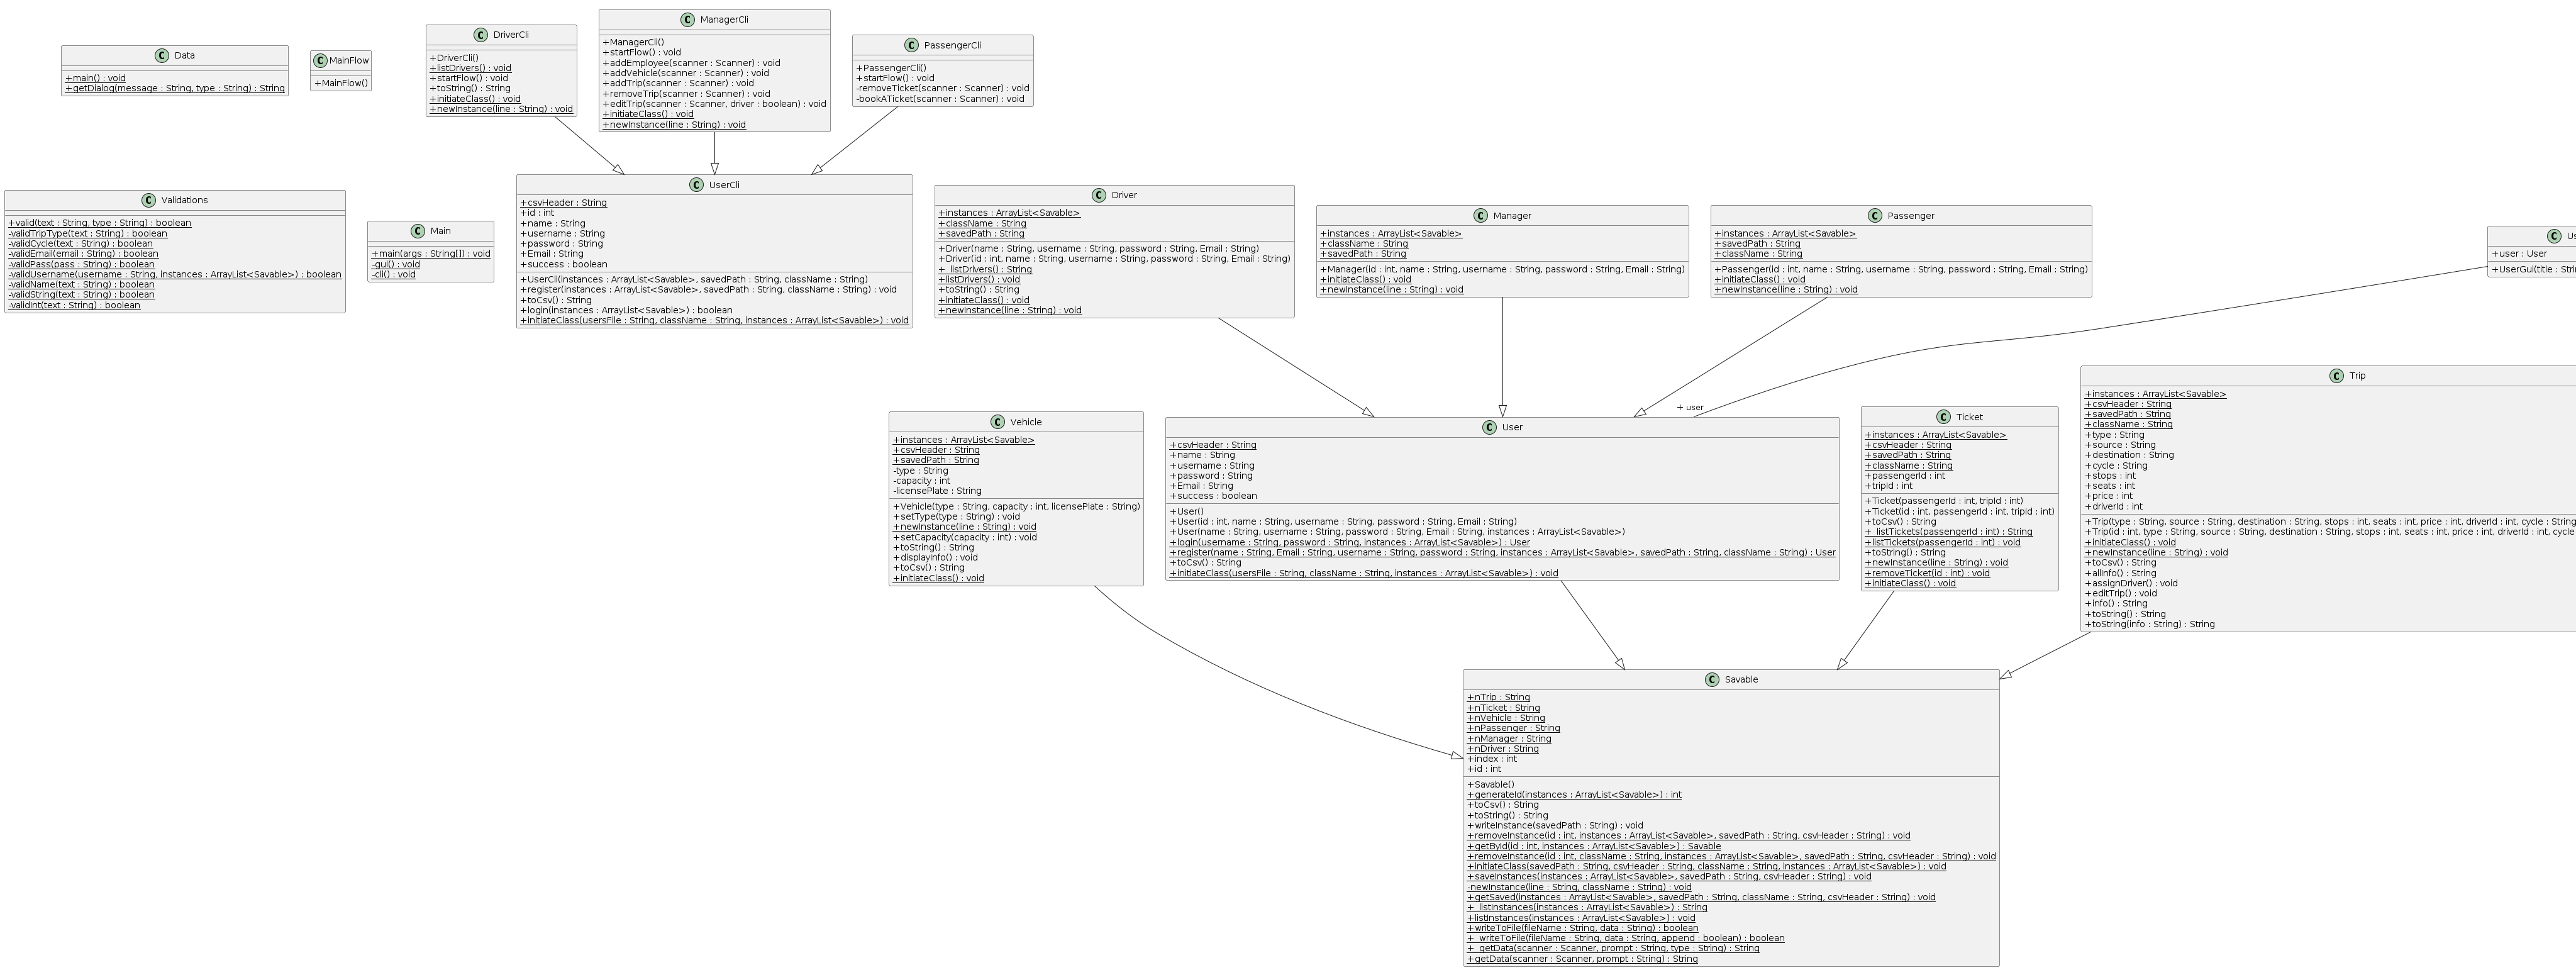 Data
+main() : void
+getDialog(message : String, type : String) : String
MainFlow
+MainFlow()
DriverCli
+DriverCli()
+listDrivers() : void
+startFlow() : void
+toString() : String
+initiateClass() : void
+newInstance(line : String) : void
ManagerCli
+ManagerCli()
+startFlow() : void
+addEmployee(scanner : Scanner) : void
+addVehicle(scanner : Scanner) : void
+addTrip(scanner : Scanner) : void
+removeTrip(scanner : Scanner) : void
+editTrip(scanner : Scanner, driver : boolean) : void
+initiateClass() : void
+newInstance(line : String) : void
PassengerCli
+PassengerCli()
+startFlow() : void
-removeTicket(scanner : Scanner) : void
-bookATicket(scanner : Scanner) : void
Validations
+valid(text : String, type : String) : boolean
-validTripType(text : String) : boolean
-validCycle(text : String) : boolean
-validEmail(email : String) : boolean
-validPass(pass : String) : boolean
-validUsername(username : String, instances : ArrayList<Savable>) : boolean
-validName(text : String) : boolean
-validString(text : String) : boolean
-validInt(text : String) : boolean
Main
+main(args : String[]) : void
-gui() : void
-cli() : void
UserCli
+csvHeader : String
+id : int
+name : String
+username : String
+password : String
+Email : String
+success : boolean
+UserCli(instances : ArrayList<Savable>, savedPath : String, className : String)
+register(instances : ArrayList<Savable>, savedPath : String, className : String) : void
+toCsv() : String
+login(instances : ArrayList<Savable>) : boolean
+initiateClass(usersFile : String, className : String, instances : ArrayList<Savable>) : void
Driver
+instances : ArrayList<Savable>
+className : String
+savedPath : String
+Driver(name : String, username : String, password : String, Email : String)
+Driver(id : int, name : String, username : String, password : String, Email : String)
+_listDrivers() : String
+listDrivers() : void
+toString() : String
+initiateClass() : void
+newInstance(line : String) : void
Manager
+instances : ArrayList<Savable>
+className : String
+savedPath : String
+Manager(id : int, name : String, username : String, password : String, Email : String)
+initiateClass() : void
+newInstance(line : String) : void
Passenger
+instances : ArrayList<Savable>
+savedPath : String
+className : String
+Passenger(id : int, name : String, username : String, password : String, Email : String)
+initiateClass() : void
+newInstance(line : String) : void
+user : User
+UserGui(title : 
+ user
Vehicle
+instances : ArrayList<Savable>
+csvHeader : String
+savedPath : String
-type : String
-capacity : int
-licensePlate : String
+Vehicle(type : String, capacity : int, licensePlate : String)
+setType(type : String) : void
+newInstance(line : String) : void
+setCapacity(capacity : int) : void
+toString() : String
+displayInfo() : void
+toCsv() : String
+initiateClass() : void
User
+csvHeader : String
+name : String
+username : String
+password : String
+Email : String
+success : boolean
+User()
+User(id : int, name : String, username : String, password : String, Email : String)
+User(name : String, username : String, password : String, Email : String, instances : ArrayList<Savable>)
+login(username : String, password : String, instances : ArrayList<Savable>) : User
+register(name : String, Email : String, username : String, password : String, instances : ArrayList<Savable>, savedPath : String, className : String) : User
+toCsv() : String
+initiateClass(usersFile : String, className : String, instances : ArrayList<Savable>) : void
Ticket
+instances : ArrayList<Savable>
+csvHeader : String
+savedPath : String
+className : String
+passengerId : int
+tripId : int
+Ticket(passengerId : int, tripId : int)
+Ticket(id : int, passengerId : int, tripId : int)
+toCsv() : String
+_listTickets(passengerId : int) : String
+listTickets(passengerId : int) : void
+toString() : String
+newInstance(line : String) : void
+removeTicket(id : int) : void
+initiateClass() : void
Trip
+instances : ArrayList<Savable>
+csvHeader : String
+savedPath : String
+className : String
+type : String
+source : String
+destination : String
+cycle : String
+stops : int
+seats : int
+price : int
+driverId : int
+Trip(type : String, source : String, destination : String, stops : int, seats : int, price : int, driverId : int, cycle : String
+Trip(id : int, type : String, source : String, destination : String, stops : int, seats : int, price : int, driverId : int, cycle
+initiateClass() : void
+newInstance(line : String) : void
+toCsv() : String
+allInfo() : String
+assignDriver() : void
+editTrip() : void
+info() : String
+toString() : String
+toString(info : String) : String
Savable
+nTrip : String
+nTicket : String
+nVehicle : String
+nPassenger : String
+nManager : String
+nDriver : String
+index : int
+id : int
+Savable()
+generateId(instances : ArrayList<Savable>) : int
+toCsv() : String
+toString() : String
+writeInstance(savedPath : String) : void
+removeInstance(id : int, instances : ArrayList<Savable>, savedPath : String, csvHeader : String) : void
+getById(id : int, instances : ArrayList<Savable>) : Savable
+removeInstance(id : int, className : String, instances : ArrayList<Savable>, savedPath : String, csvHeader : String) : void
+initiateClass(savedPath : String, csvHeader : String, className : String, instances : ArrayList<Savable>) : void
+saveInstances(instances : ArrayList<Savable>, savedPath : String, csvHeader : String) : void
-newInstance(line : String, className : String) : void
+getSaved(instances : ArrayList<Savable>, savedPath : String, className : String, csvHeader : String) : void
+_listInstances(instances : ArrayList<Savable>) : String
+listInstances(instances : ArrayList<Savable>) : void
+writeToFile(fileName : String, data : String) : boolean
+_writeToFile(fileName : String, data : String, append : boolean) : boolean
+_getData(scanner : Scanner, prompt : String, type : String) : String
+getData(scanner : Scanner, prompt : String) : String